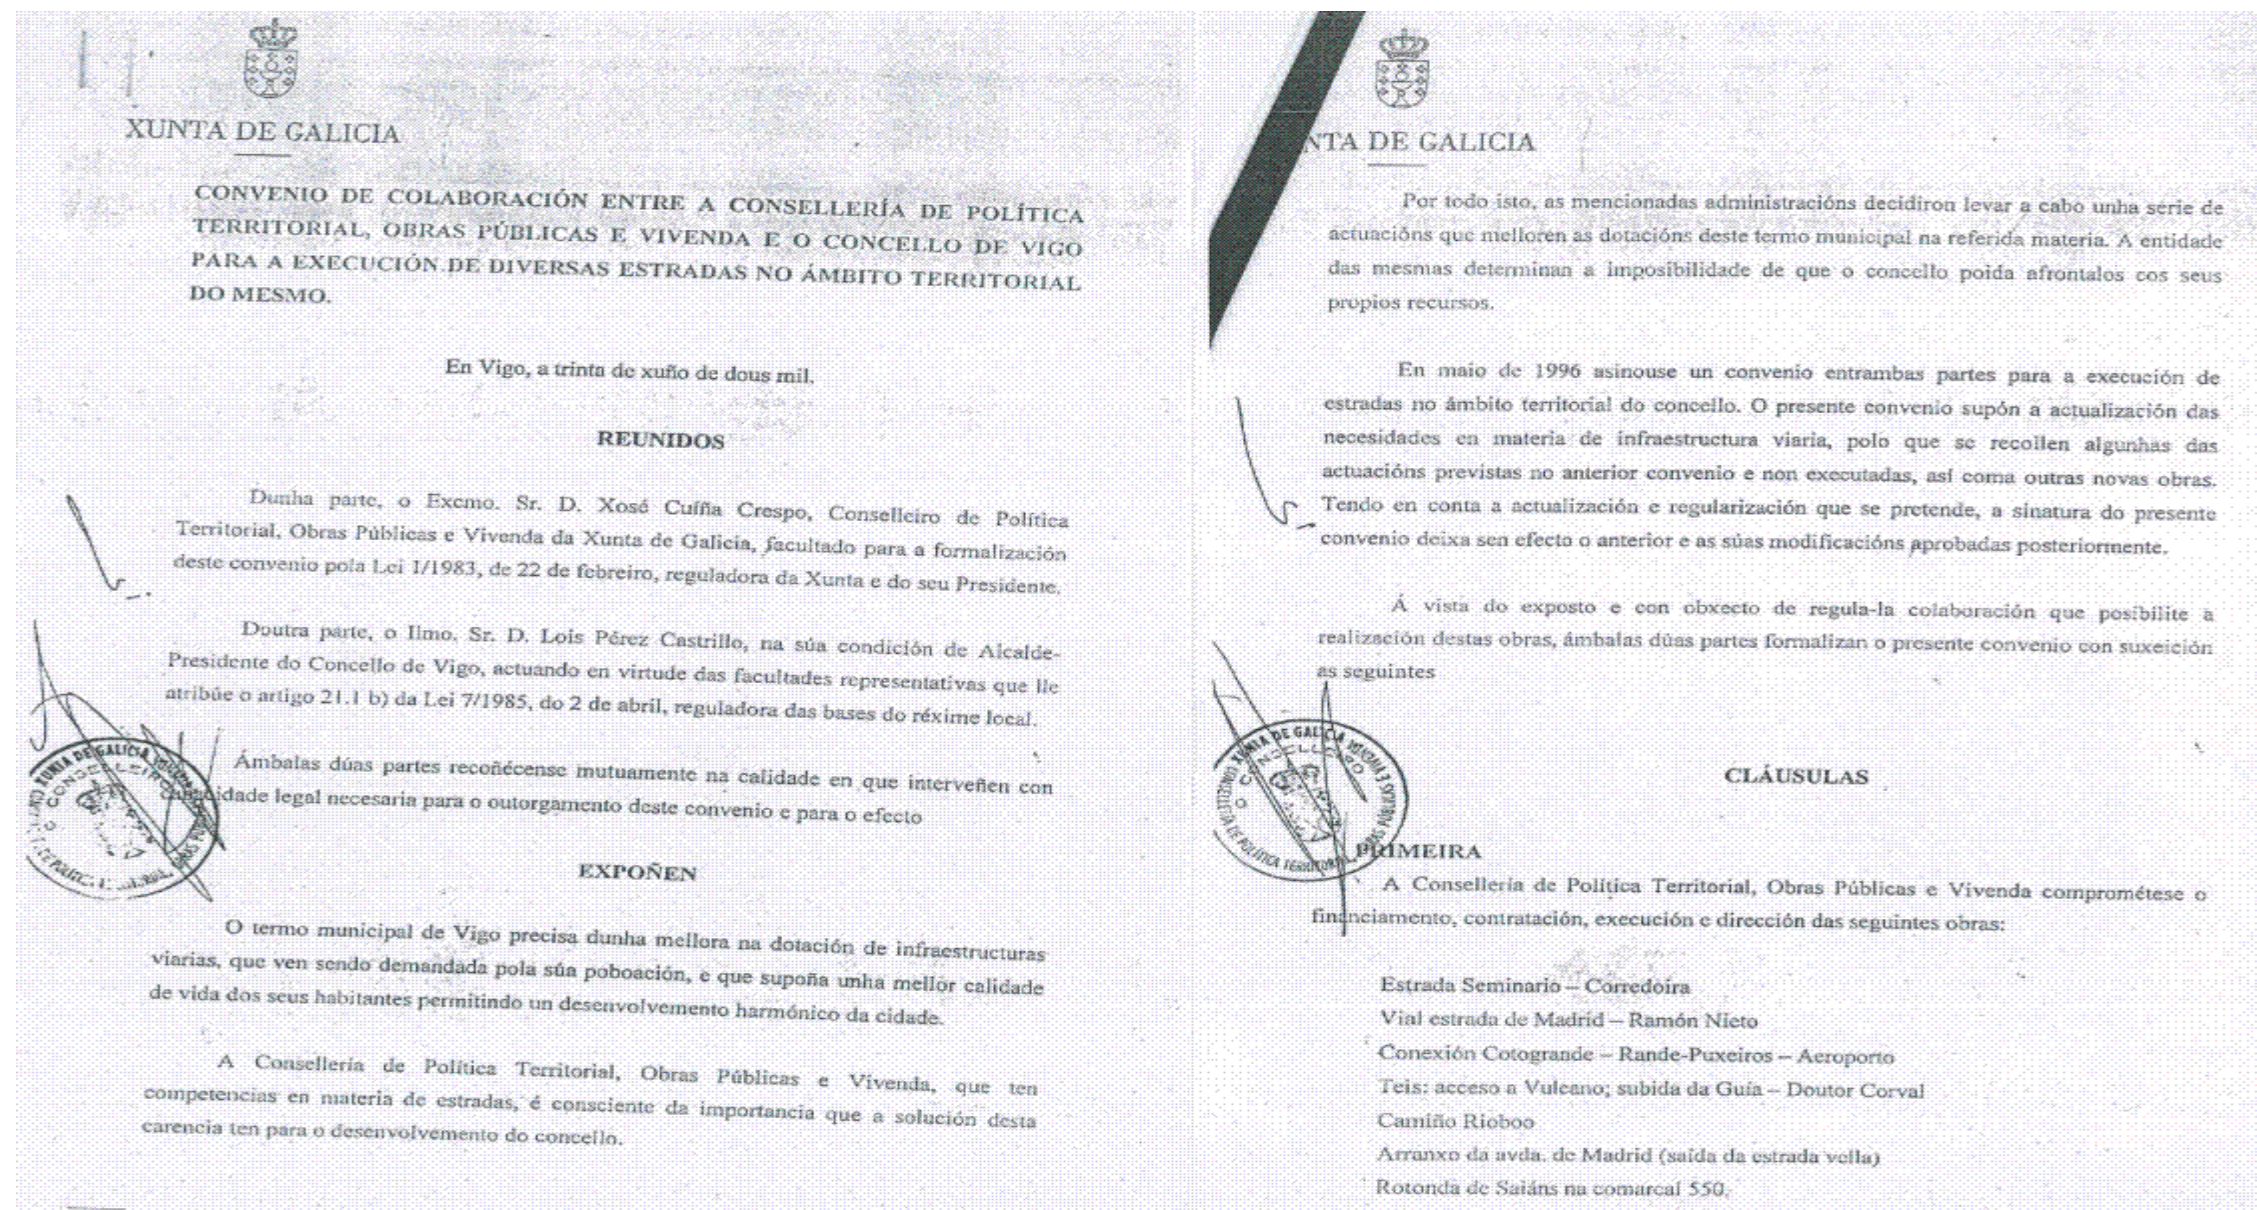 XUNTA DE GALICIA
CONVENIO DE COLABORACIÓN ENTRE A CONSELLERÍA DE POLÍTICA
TERRITORIAL, OBRAS PÚBLICAS E VIVENDA E O CONCELLO DE VIGO
PARA A EXECUCIÓN DE DIVERSAS ESTRADAS NO ÁMBITO TERRITORIAL
DO MESMO.
En Vigo, a trinta de xuño de dous mil.
REUNIDOS
Dunha parte, o Excmo. Sr. D. Xosé Cuíña Crespo, Conselleiro de Política
Territorial, Obras Públicas e Vivenda da Xunta de Galicia, facultado para a formalización
deste convenio pola Lei 1/1983, de 22 de febreiro, reguladora da Xunta e do seu Presidente.
Doutra parte, o Ilmo. Sr. D. Lois Pérez Castrillo, na súa condición de Alcalde-
Presidente do Concello de Vigo, actuando en virtude das facultades representativas que lle
atribúe o artigo 21.1 b) da Lei 7/1985, do 2 de abril, reguladora das bases do réxime local.
Ámbalas dúas partes recoñécense mutuamente na calidade en que interveñen con
capacidade legal necesaria para o outorgamento deste convenio e para o efecto
EXPOÑEN
O termo municipal de Vigo precisa dunha mellora na dotación de infraestructuras
viarias, que ven sendo demandada pola súa poboación, e que supoña unha mellor calidade
de vida dos seus habitantes permitindo un desenvolvemento harmónico da cidade.
A Consellería de Política Territorial, Obras Públicas e Vivenda, que ten
competencias en materia de estradas, é consciente da importancia que a solución desta
carencia ten para o desenvolvemento do concello.
NTA DE GALICIA
Por todo isto, as mencionadas administracións decidiron levar a cabo unha serie de
actuacións que melloren as dotacións deste termo municipal na referida materia. A entidade
das mesmas determinan a imposibilidade de que o concello poida afrontalos cos seus
propios recursos.
En maio de 1996 asinouse un convenio entrambas partes para a execución de
estradas no ámbito territorial do concello. O presente convenio supón a actualización das
necesidades en materia de infraestructura viaria, polo que se recollen algunhas das
actuacións previstas no anterior convenio e non executadas, así coma outras novas obras.
Tendo en conta a actualización e regularización que se pretende, a sinatura do presente
convenio deixa sen efecto o anterior e as súas modificacións aprobadas posteriormente.
Á vista do exposto e con obxecto de regula-la colaboración que posibilite a
realización destas obras, ámbalas dúas partes formalizan o presente convenio con suxeición
as seguintes
CLÁUSULAS
PRIMEIRA
A Consellería de Política Territorial, Obras Públicas e Vivenda comprométese o
financiamento, contratación, execución e dirección das seguintes obras:
Estrada Seminario – Corredoira
Vial estrada de Madrid – Ramón Nieto
Conexión Cotogrande – Rande-Puxeiros – Aeroporto
Teis: acceso a Vulcano; subida da Guía – Doutor Corval
Camiño Rioboo
Arranxo da avda. de Madrid (saída da estrada vella)
Rotonda de Saiáns na comarcal 550.